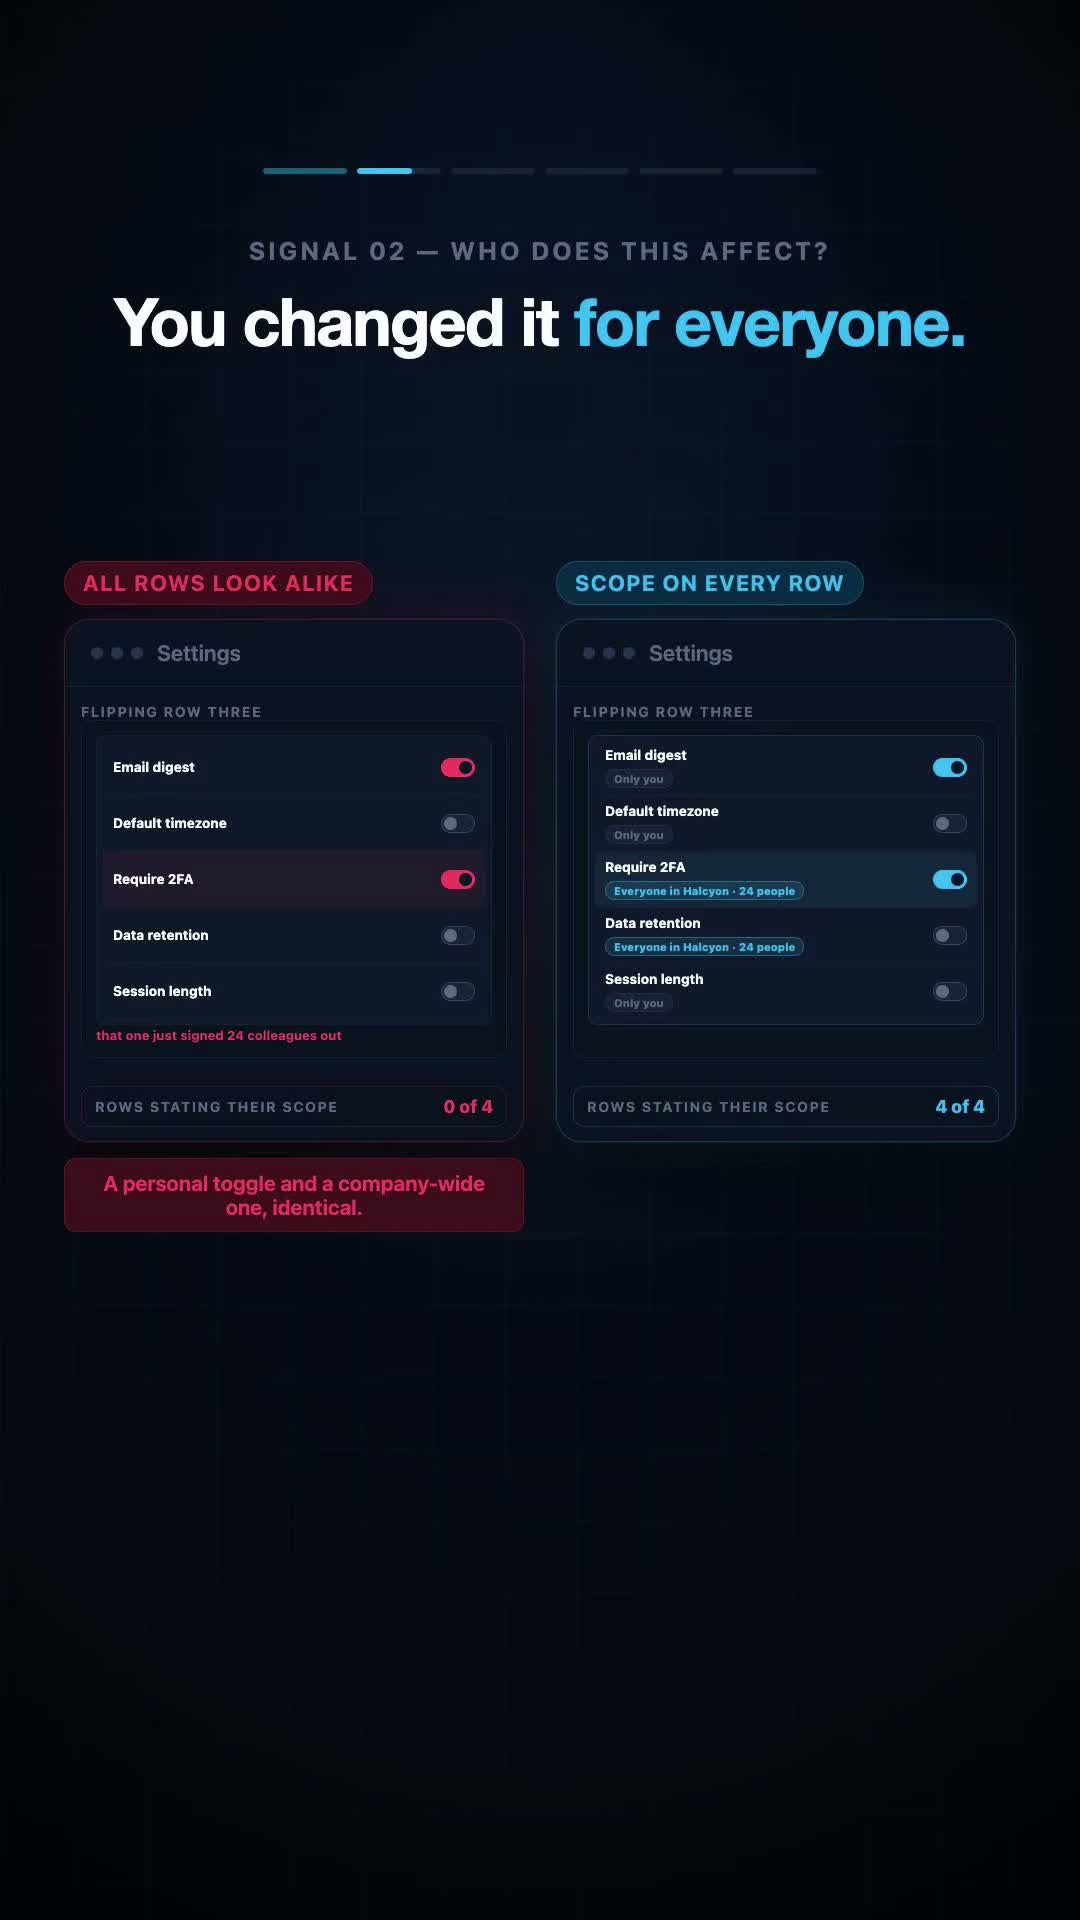 SIGNAL 02 — WHO DOES THIS AFFECT?
You changed it for everyone.
ALL ROWS LOOK ALIKE
Settings
FLIPPING ROW THREE
Email digest
Default timezone
Require 2FA
Data retention
Session length
that one just signed 24 colleagues out
ROWS STATING THEIR SCOPE
0 of 4
A personal toggle and a company-wide
one, identical.
SCOPE ON EVERY ROW
Settings
FLIPPING ROW THREE
Email digest
Only you
Default timezone
Only you
Require 2FA
Everyone in Halcyon · 24 people
Data retention
Everyone in Halcyon · 24 people
Session length
Only you
ROWS STATING THEIR SCOPE
4 of 4